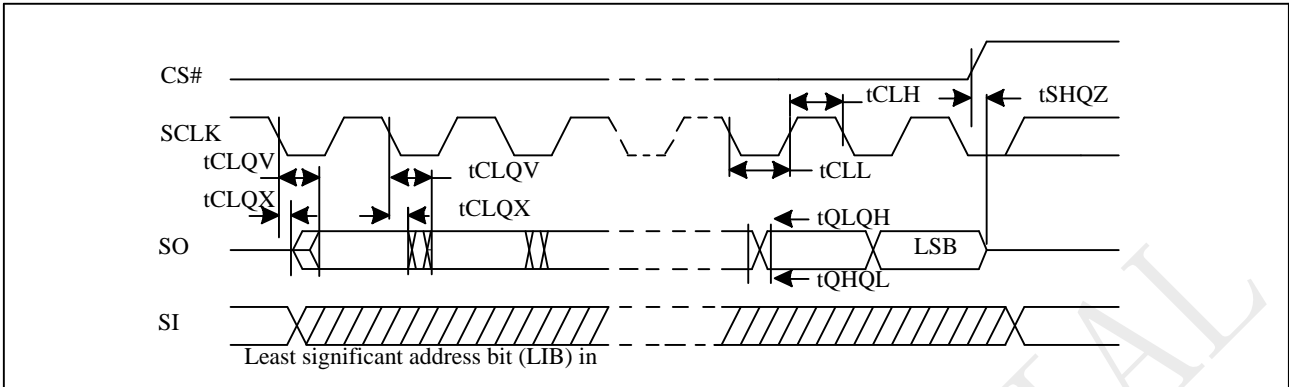 CS#
tCLH
tSHQZ
SCLK
tCLQV
tCLQV
tCLL
tCLQX
tCLQX
tQLQH
SO
LSB
tQHQL
SI
Least significant address bit (LIB) in